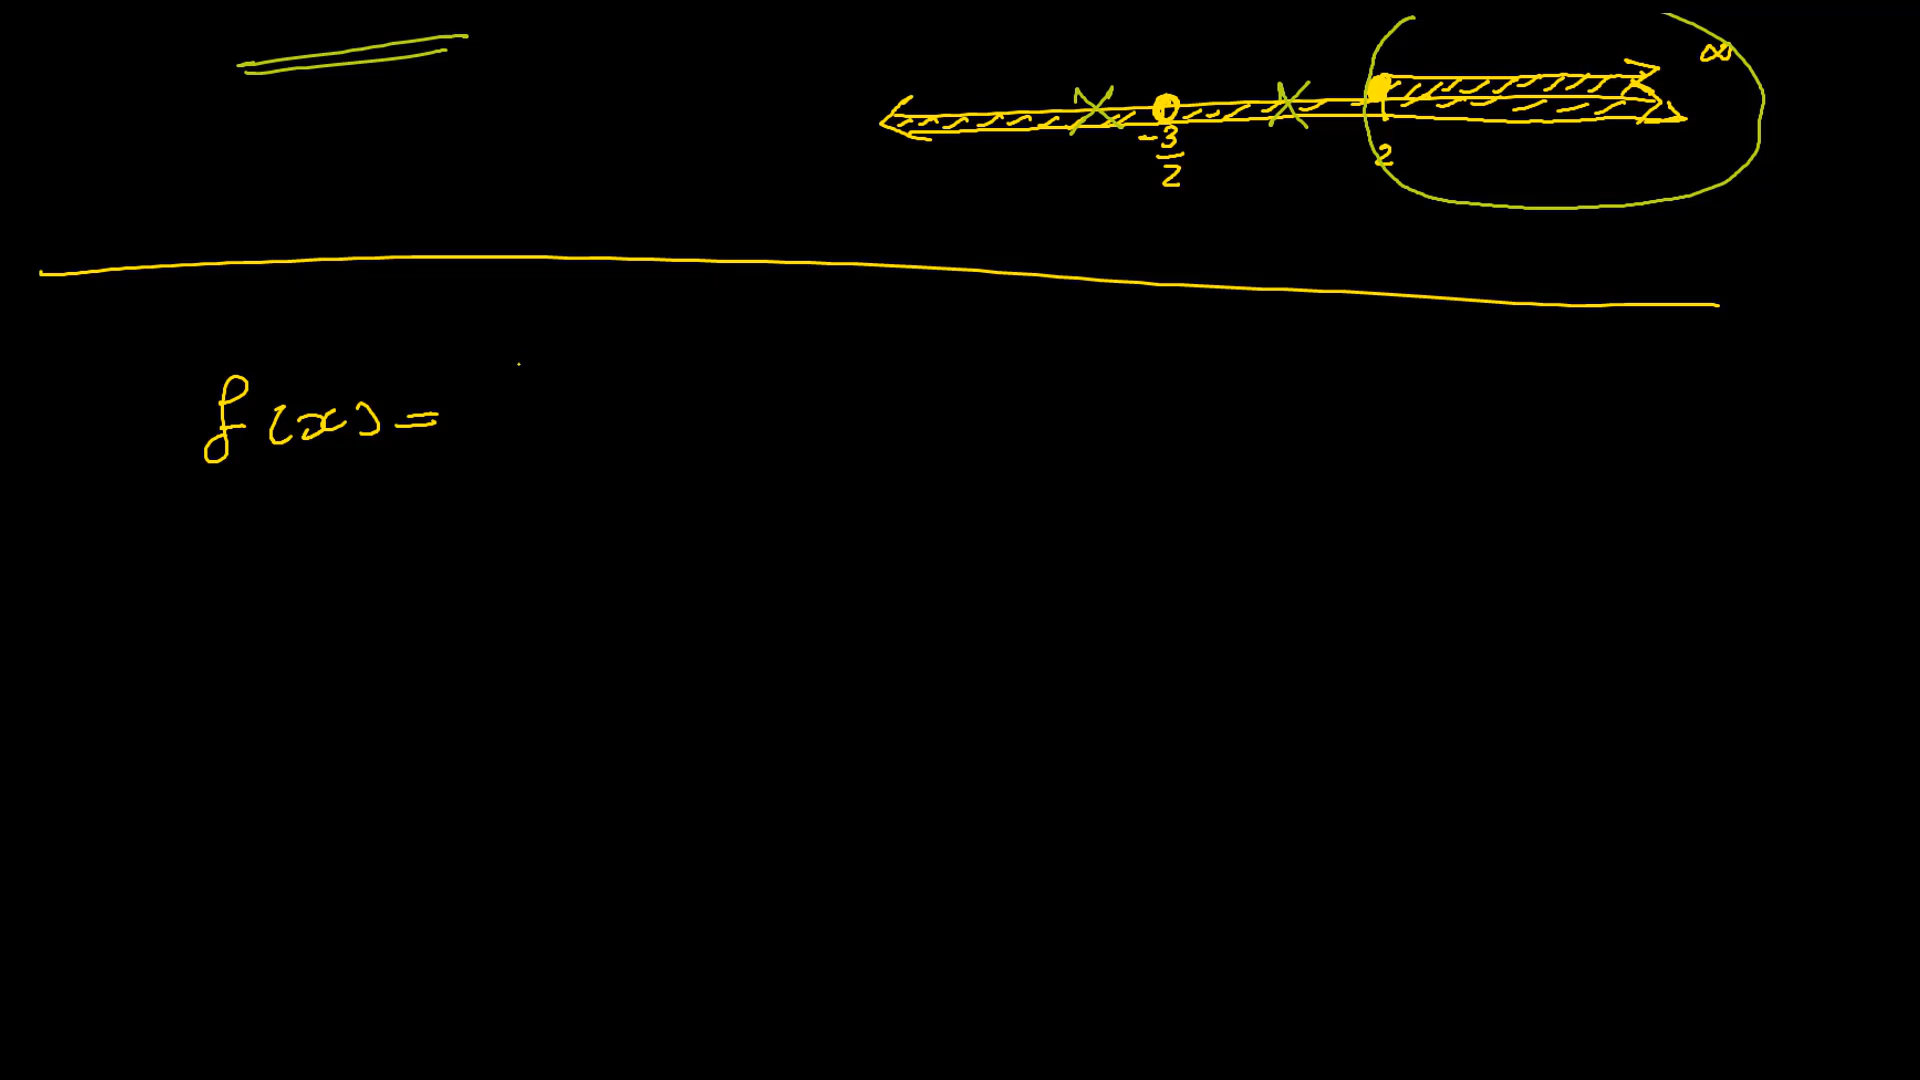 ∞
-3/2 2
f(x)=